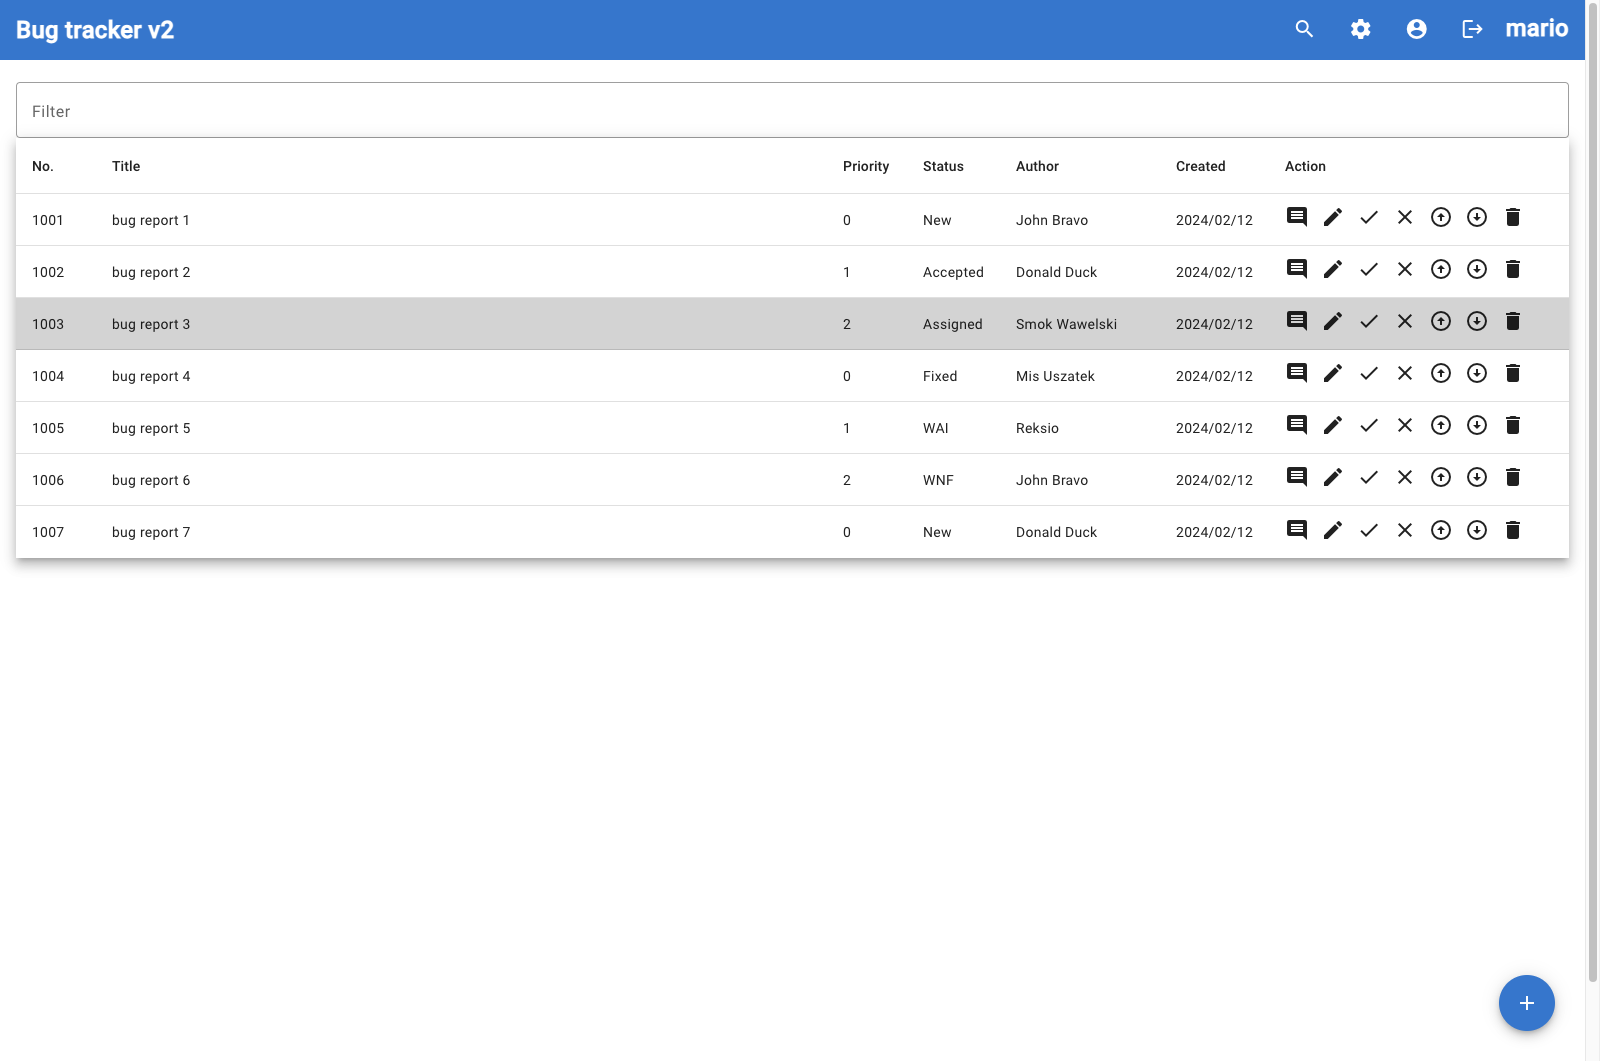 Bug tracker v2 mario
Filter
No. Title Priority Status Author Created Action
1001 bug report 1 0 New John Bravo 2024/02/12
1002 bug report 2 1 Accepted Donald Duck 2024/02/12
1003 bug report 3 2 Assigned Smok Wawelski 2024/02/12
1004 bug report 4 0 Fixed Mis Uszatek 2024/02/12
1005 bug report 5 1 WAI Reksio 2024/02/12
1006 bug report 6 2 WNF John Bravo 2024/02/12
1007 bug report 7 0 New Donald Duck 2024/02/12